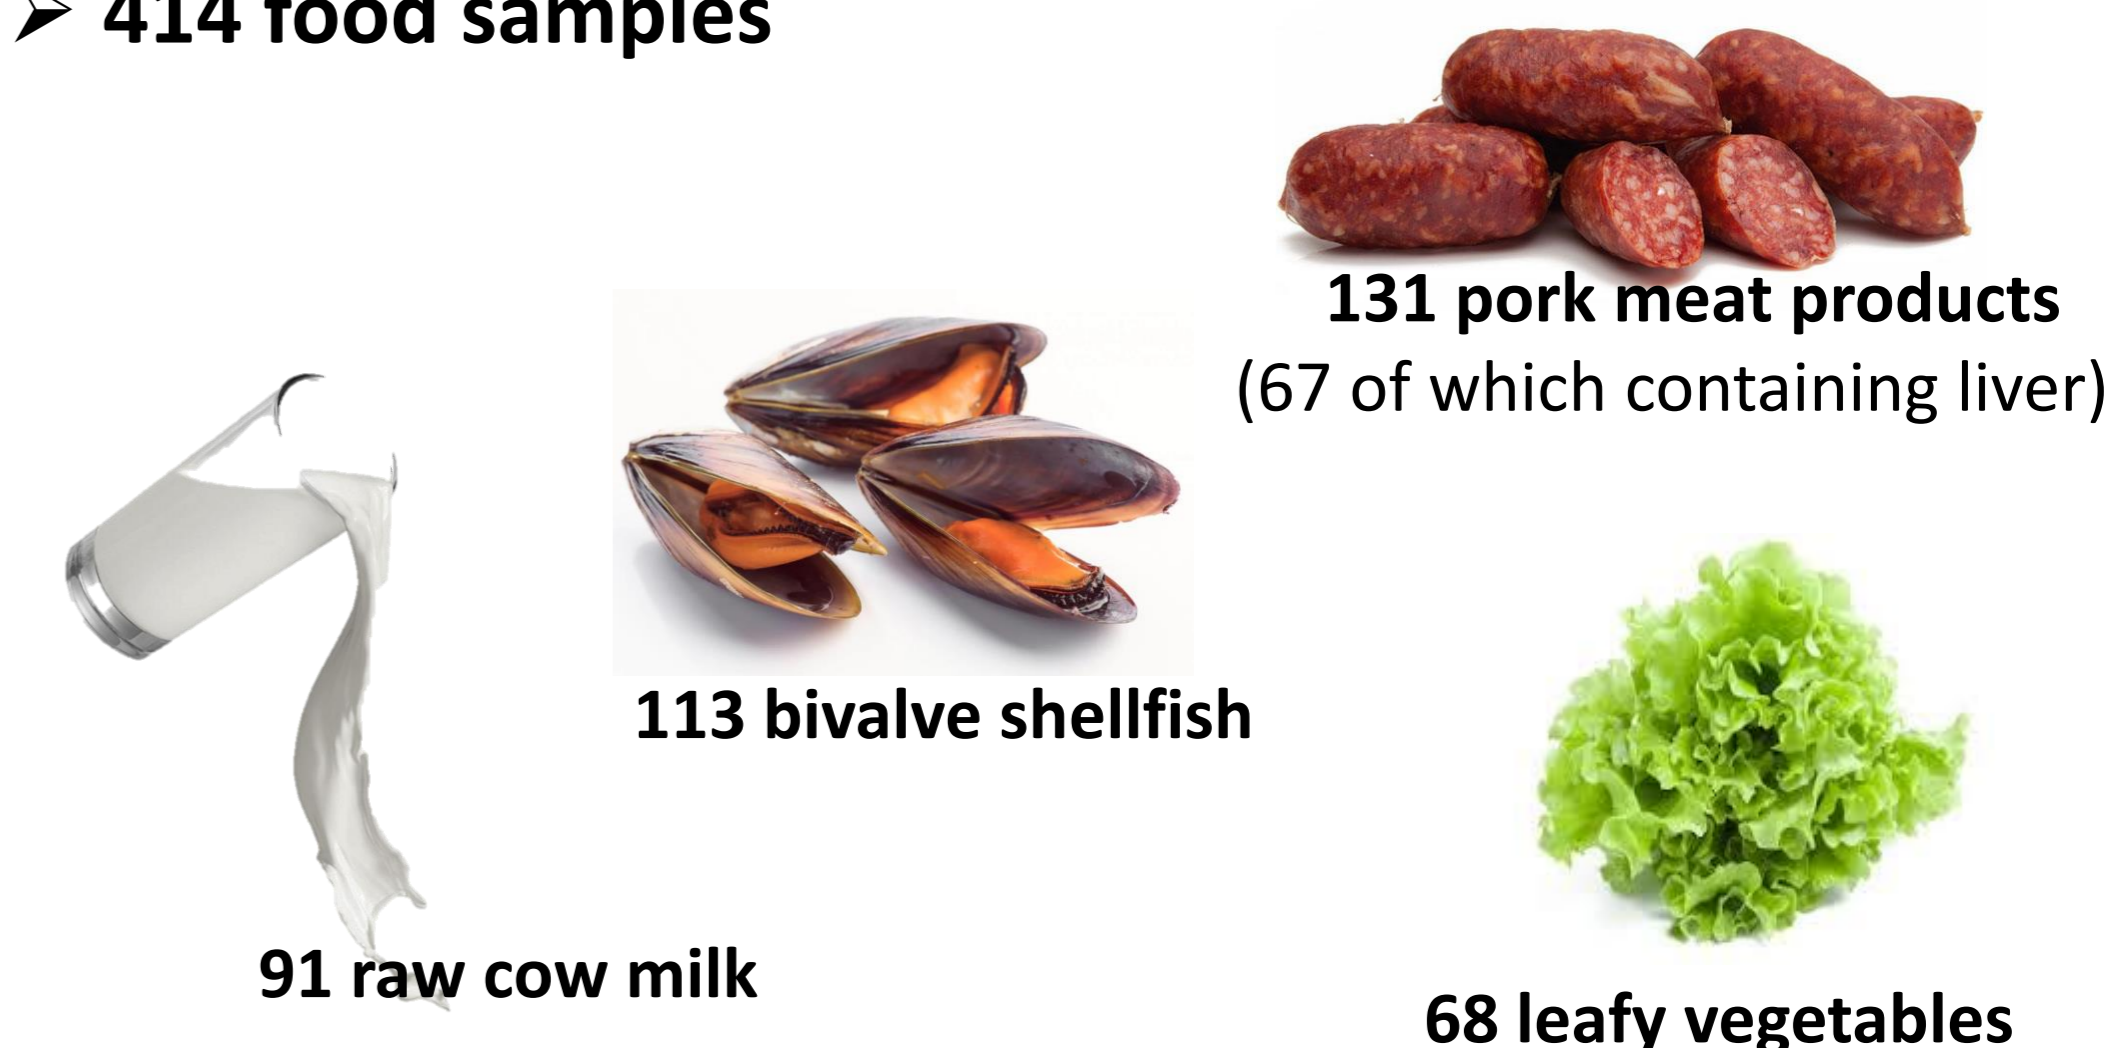 ➢ 414 food samples
131 pork meat products
(67 of which containing liver)
113 bivalve shellfish
91 raw cow milk
68 leafy vegetables